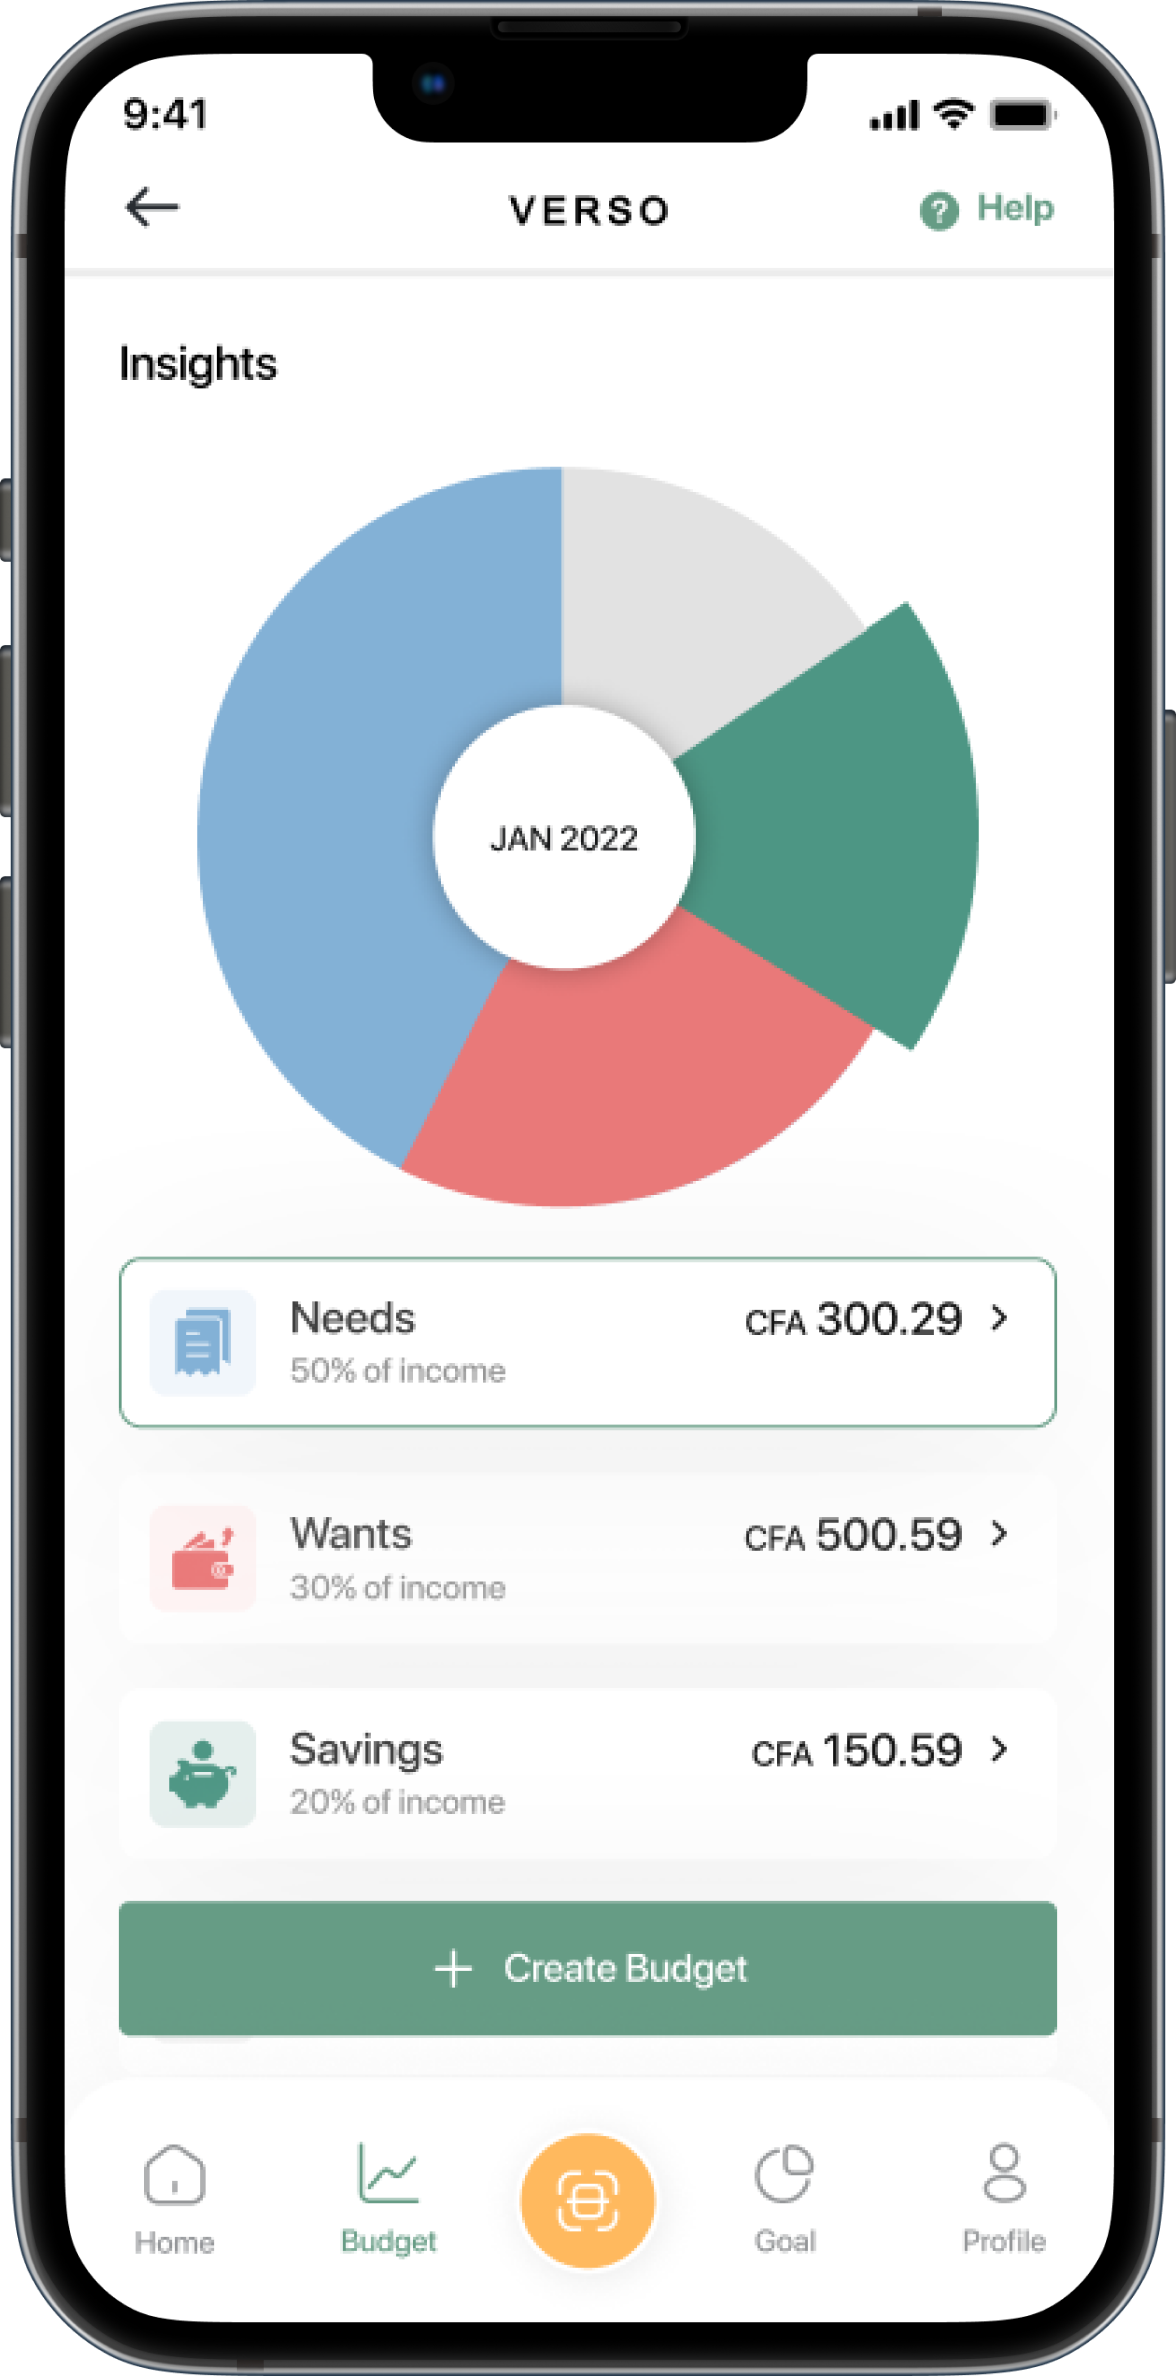 9:41
VERSO
Help
Insights
JAN 2022
Needs CFA 300.29
50% of income
Wants CFA 500.59
30% of income
Savings CFA 150.59
20% of income
Create Budget
Home Budget Goal Profile